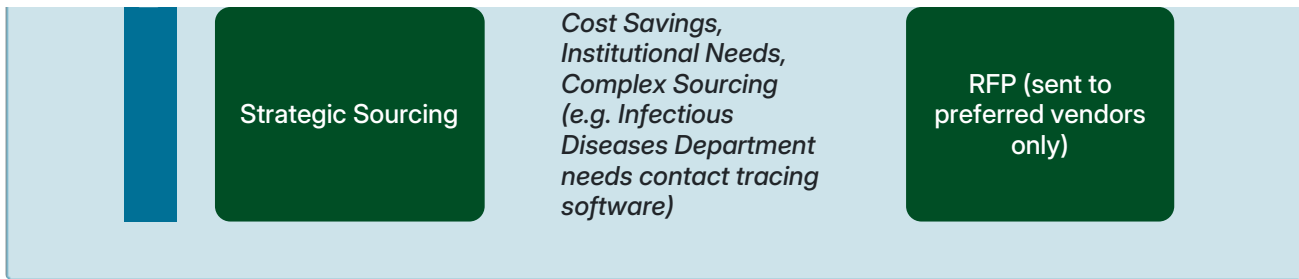 Strategic Sourcing
Cost Savings,
Institutional Needs,
Complex Sourcing
(e.g. Infectious
Diseases Department
needs contact tracing
software)
RFP (sent to
preferred vendors
only)